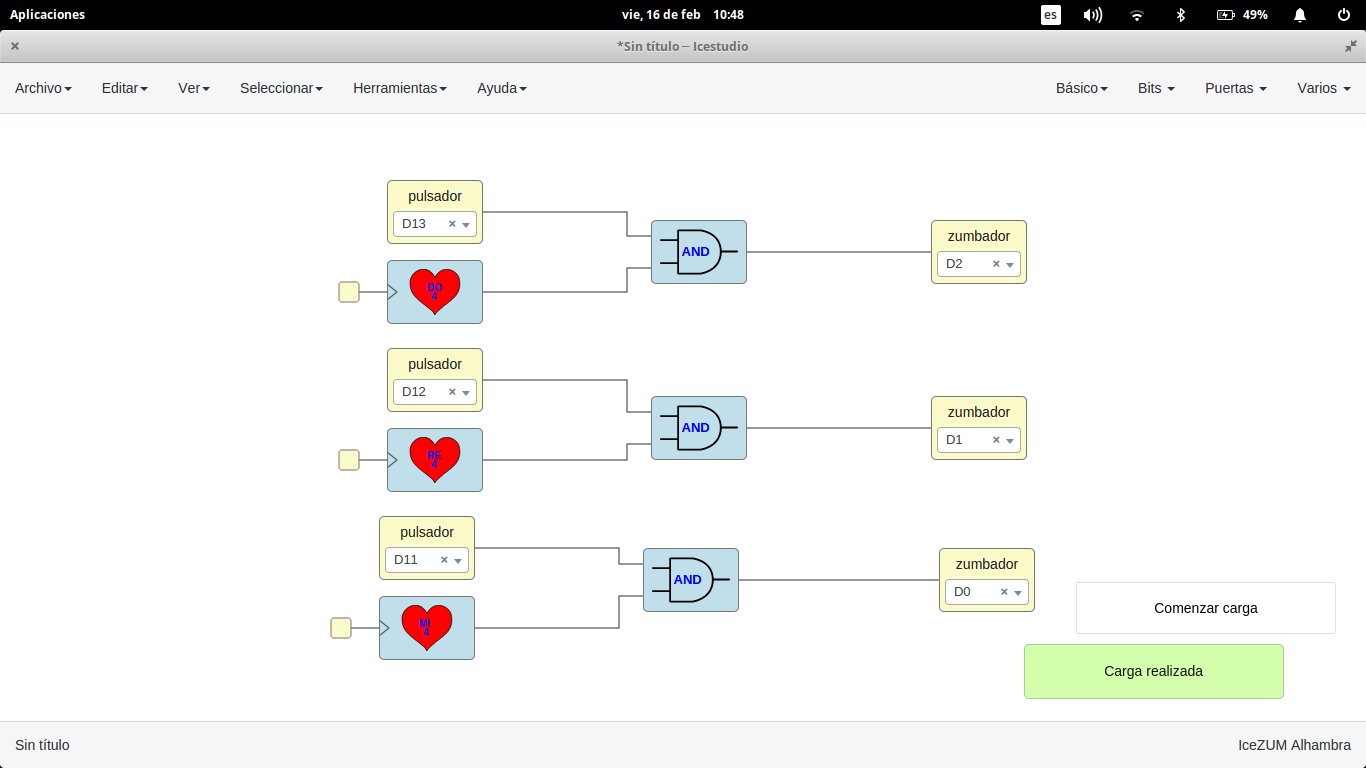 Aplicaciones
vie, 16 de feb 10:48
es
49%
*Sin título – Icestudio
Archivo Editar Ver Seleccionar Herramientas Ayuda
Básico Bits Puertas Varios
pulsador
D13
DO
4
AND
zumbador
D2
pulsador
D12
RE
4
AND
zumbador
D1
pulsador
D11
MI
4
AND
zumbador
D0
Comenzar carga
Carga realizada
Sin título
IceZUM Alhambra